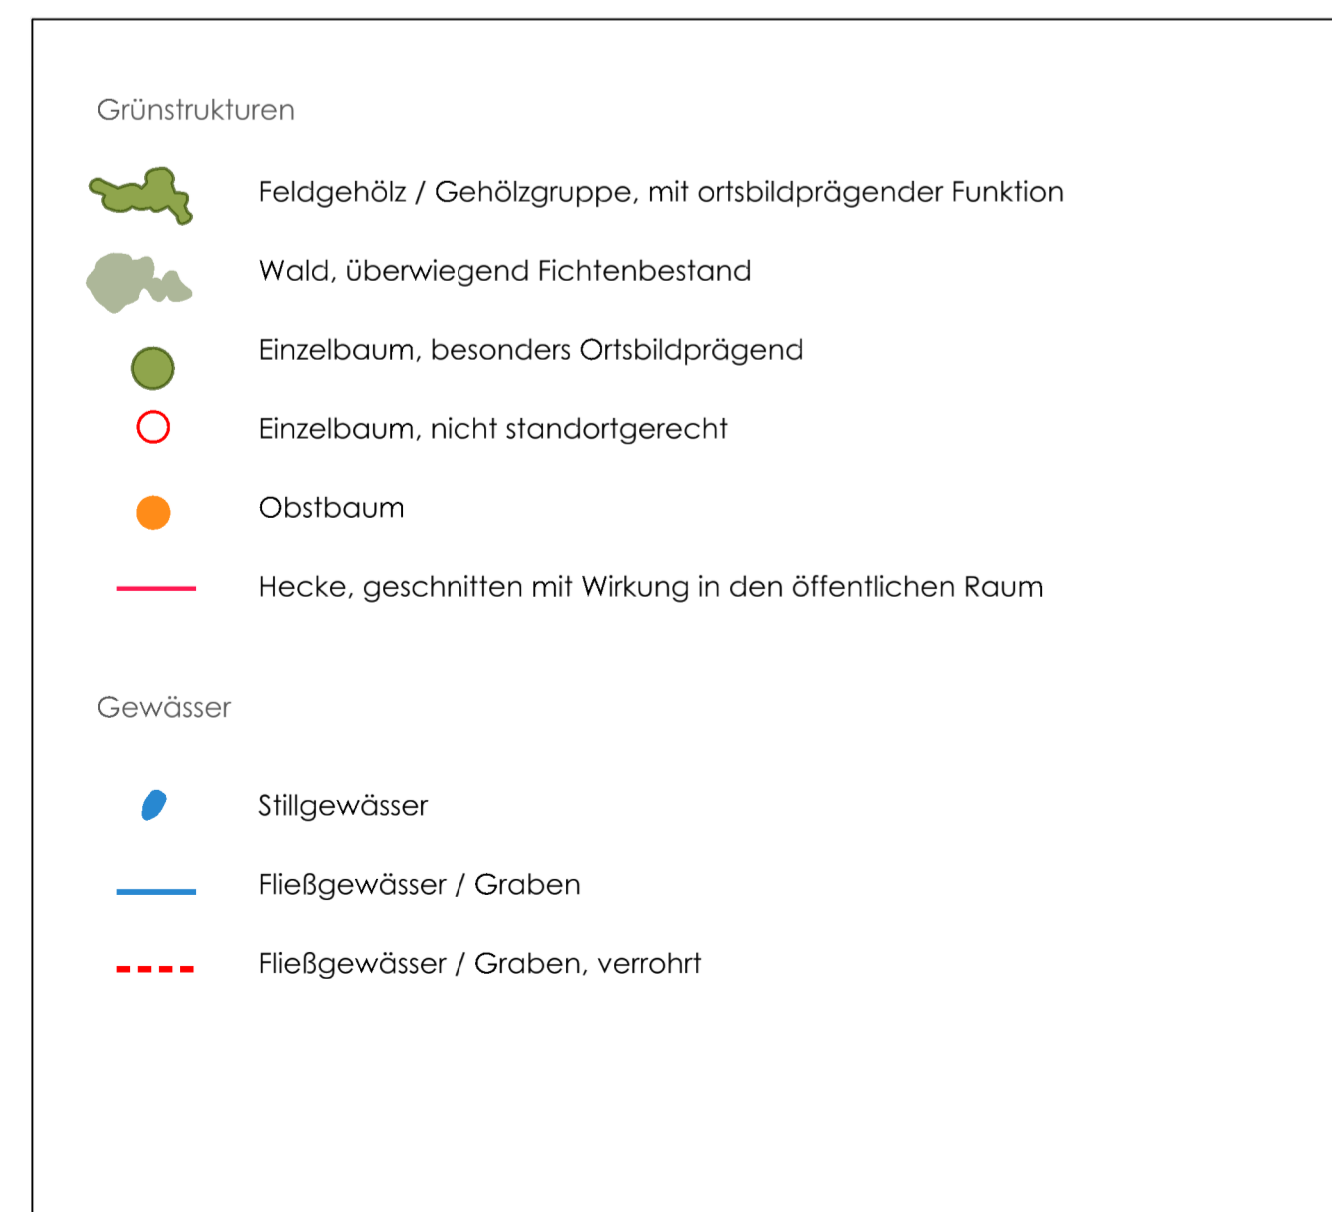 Grünstrukturen
Feldgehölz / Gehölzgruppe, mit ortsbildprägender Funktion
Wald, überwiegend Fichtenbestand
Einzelbaum, besonders Ortsbildprägend
Einzelbaum, nicht standortgerecht
Obstbaum
Hecke, geschnitten mit Wirkung in den öffentlichen Raum
Gewässer
Stillgewässer
Fließgewässer / Graben
Fließgewässer / Graben, verrohrt